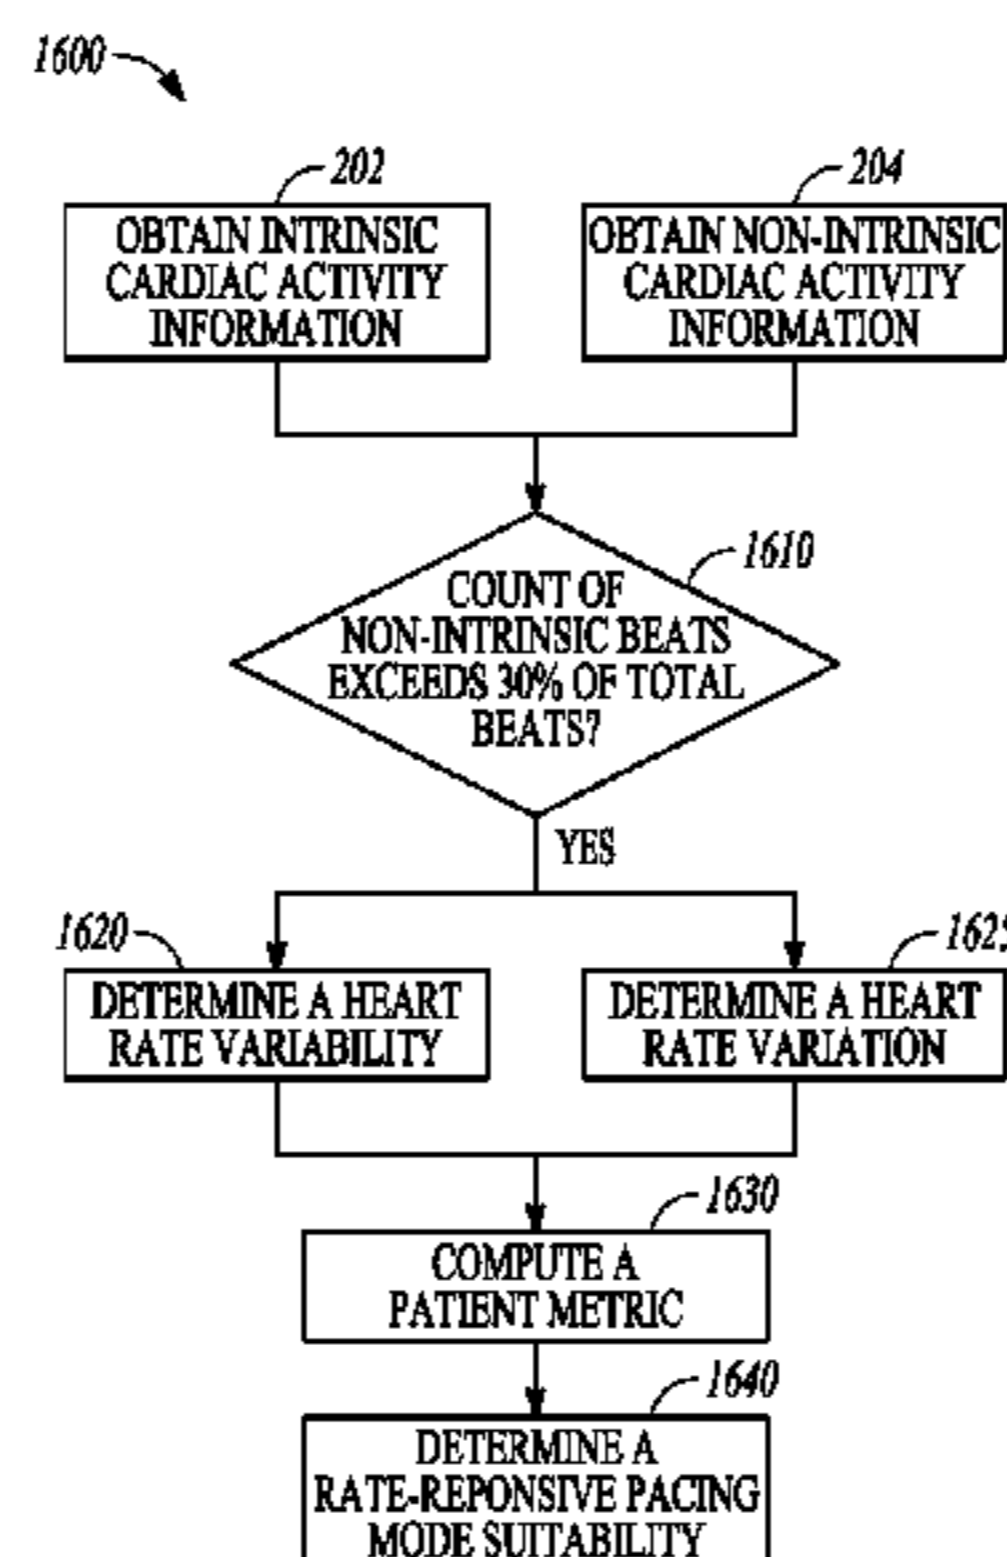 1600
202
204
OBTAIN INTRINSIC
CARDIAC ACTIVITY
INFORMATION
OBTAIN NON-INTRINSIC
CARDIAC ACTIVITY
INFORMATION
1610
COUNT OF
NON-INTRINSIC BEATS
EXCEEDS 30% OF TOTAL
BEATS?
YES
1620
1625
DETERMINE A HEART
RATE VARIABILITY
DETERMINE A HEART
RATE VARIATION
1630
COMPUTE A
PATIENT METRIC
1640
DETERMINE A
RATE-REPONSIVE PACING
MODE SUITABILITY